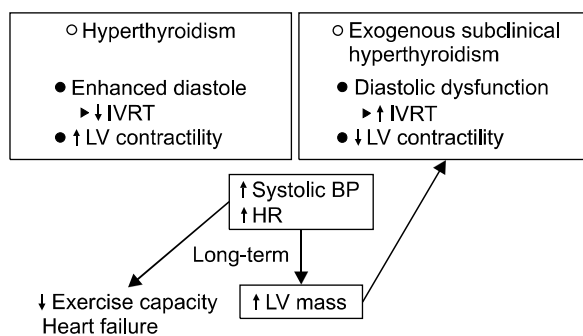 ○ Hyperthyroidism
● Enhanced diastole
▶ ↓ IVRT
● ↑ LV contractility
○ Exogenous subclinical
hyperthyroidism
● Diastolic dysfunction
▶ ↑ IVRT
● ↓ LV contractility
↑ Systolic BP
↑ HR
Long-term
↓ Exercise capacity
Heart failure
↑ LV mass